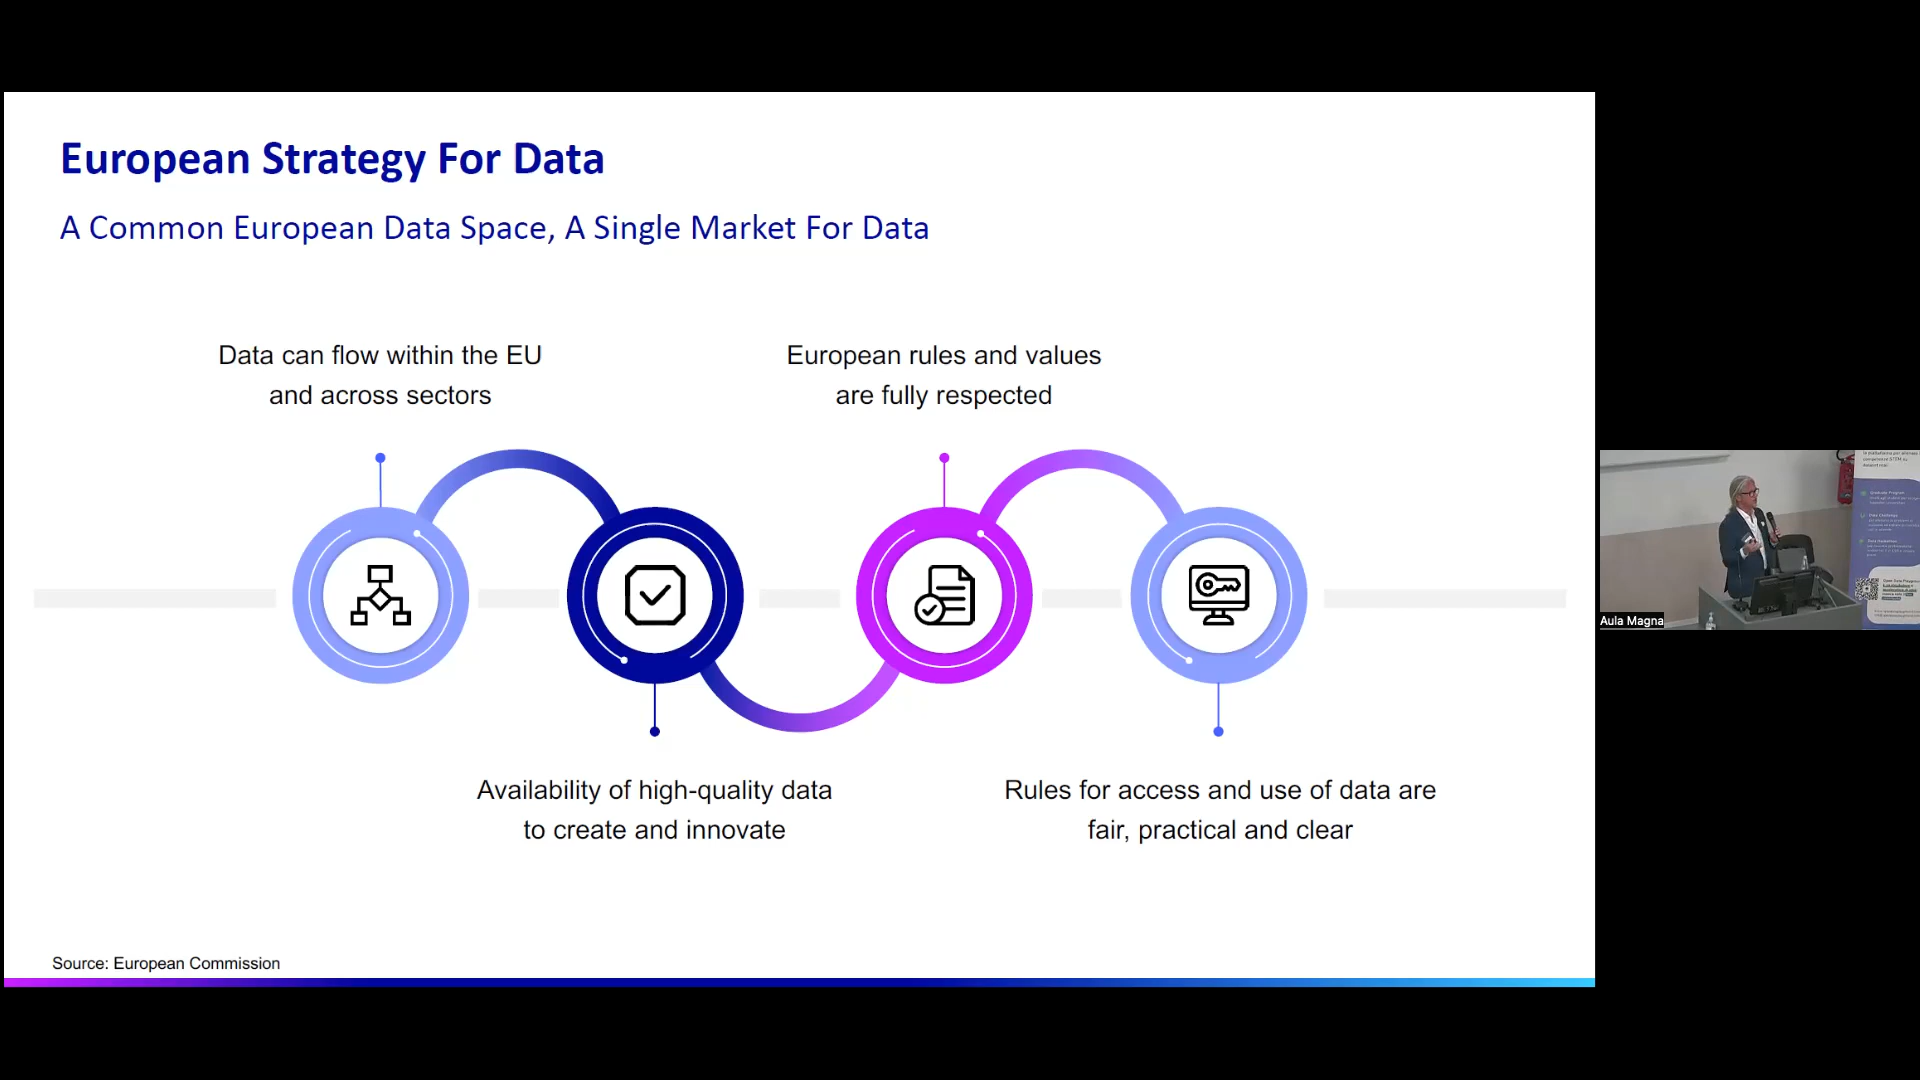 European Strategy For Data
A Common European Data Space, A Single Market For Data
Data can flow within the EU
and across sectors
European rules and values
are fully respected
Availability of high-quality data
to create and innovate
Rules for access and use of data are
fair, practical and clear
Source: European Commission
Aula Magna